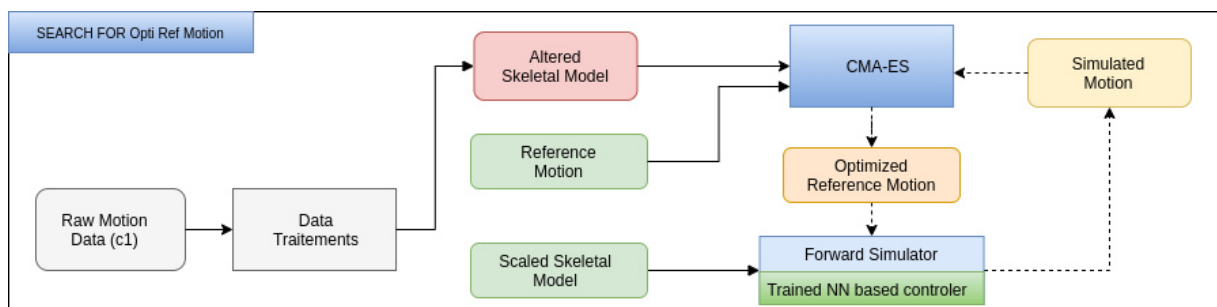 SEARCH FOR Opti Ref Motion
Altered
Skeletal Model
CMA-ES
Simulated
Motion
Reference
Motion
Optimized
Reference Motion
Raw Motion
Data (c1)
Data
Traitements
Scaled Skeletal
Model
Forward Simulator
Trained NN based controler